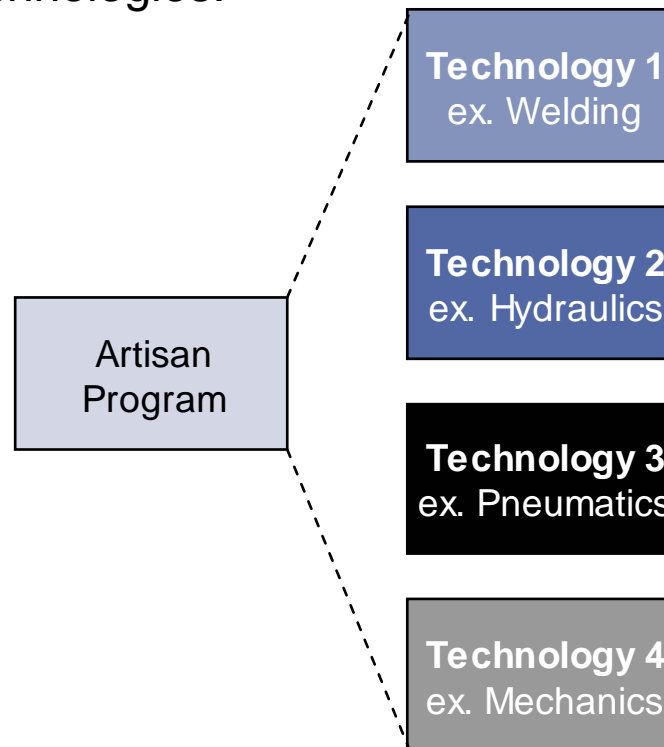 Technology 1
ex. Welding
Technology 2
ex. Hydraulics
Artisan
Program
Technology 3
ex. Pneumatics
Technology 4
ex. Mechanics